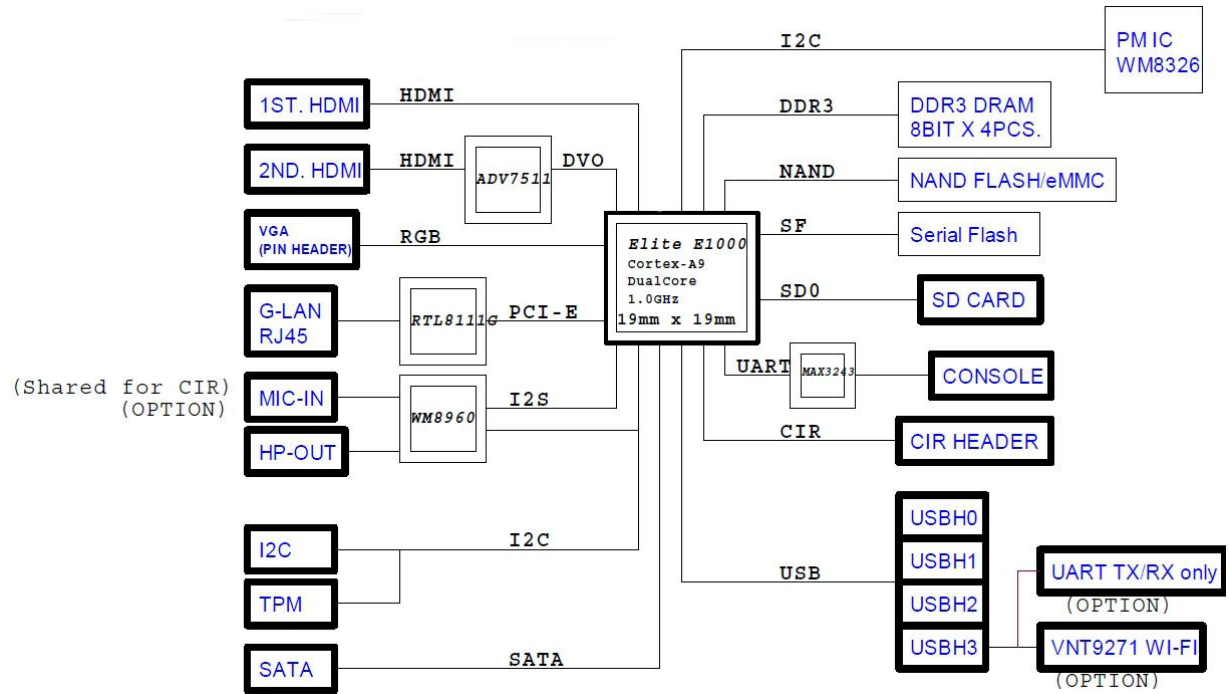 I2C
PM IC
WM8326
1ST. HDMI
HDMI
DDR3
DDR3 DRAM
8BIT X 4PCS.
2ND. HDMI
HDMI
ADV7511
DVO
NAND
NAND FLASH/eMMC
VGA
(PIN HEADER)
RGB
Elite E1000
Cortex-A9
DualCore
1.0GHz
19mm x 19mm
SF
Serial Flash
G-LAN
RJ45
RTL8111G
PCI-E
SD0
SD CARD
(Shared for CIR)
(OPTION)
MIC-IN
HP-OUT
WM8960
I2S
UART
MAX3243
CONSOLE
CIR
CIR HEADER
I2C
TPM
I2C
SATA
SATA
USB
USBH0
USBH1
USBH2
USBH3
UART TX/RX only
(OPTION)
VNT9271 WI-FI
(OPTION)